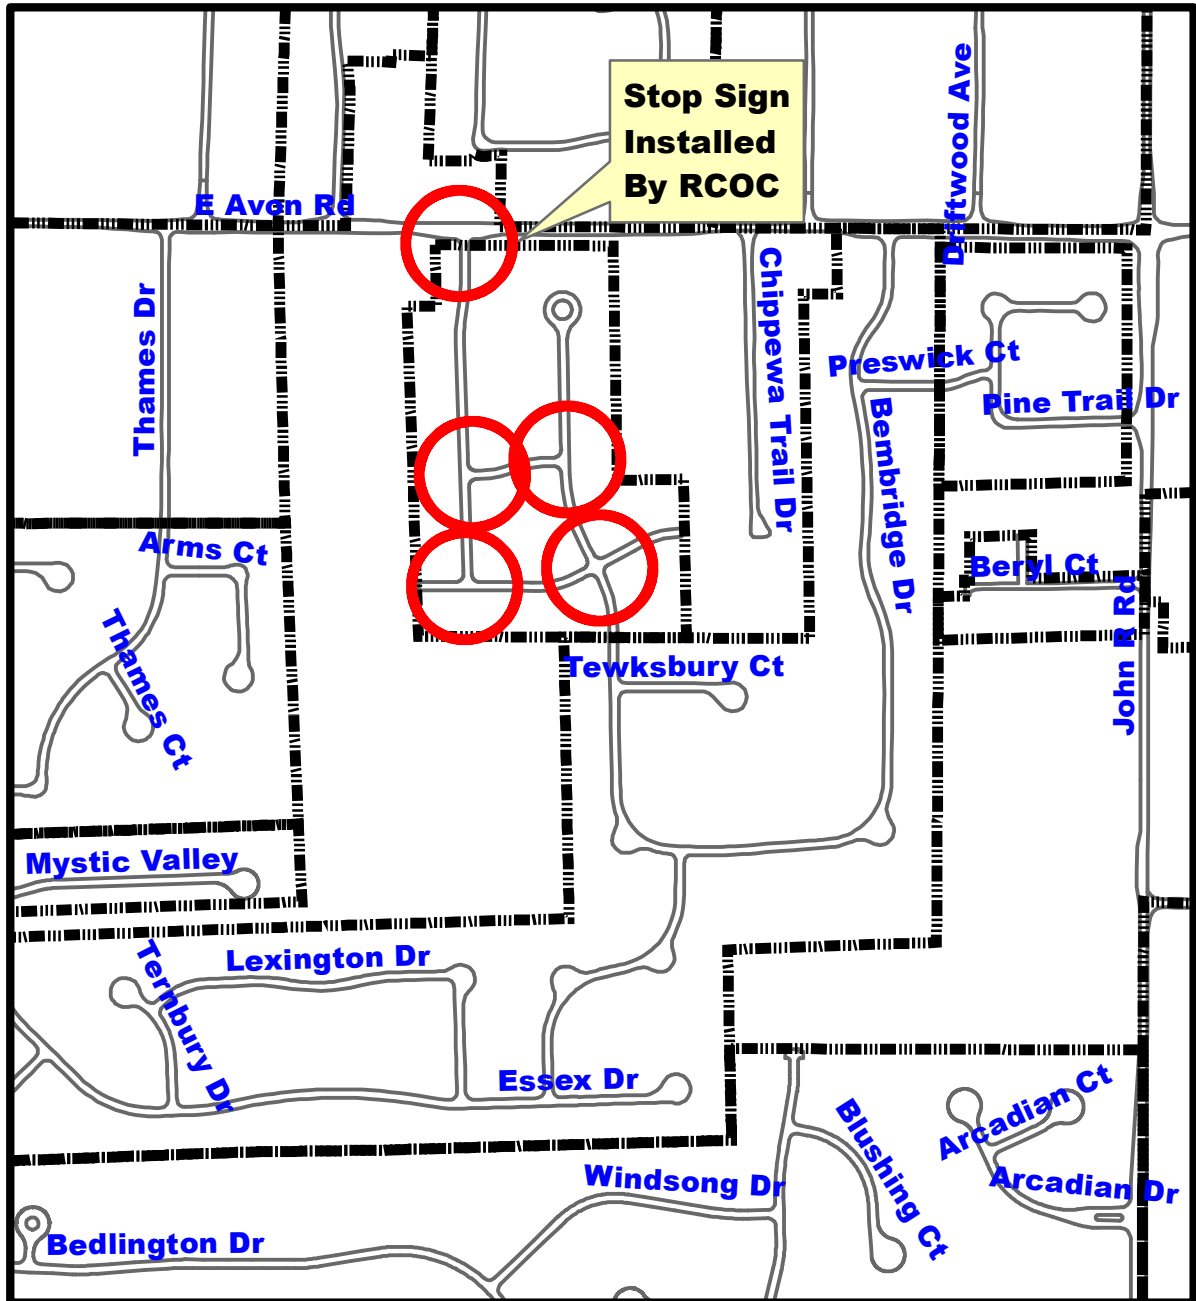 Stop Sign
Installed
By RCOC
Driftwood Ave
E Avon Rd
Thames Dr
Chippewa Trail Dr
Preswick Ct
Pine Trail Dr
Bembridge Dr
Arms Ct
Beryl Ct
John R Rd
Thames Ct
Tewksbury Ct
Mystic Valley
Lexington Dr
Ternbury Dr
Essex Dr
Blushing Ct
Arcadian Ct
Windsong Dr
Arcadian Dr
Bedlington Dr